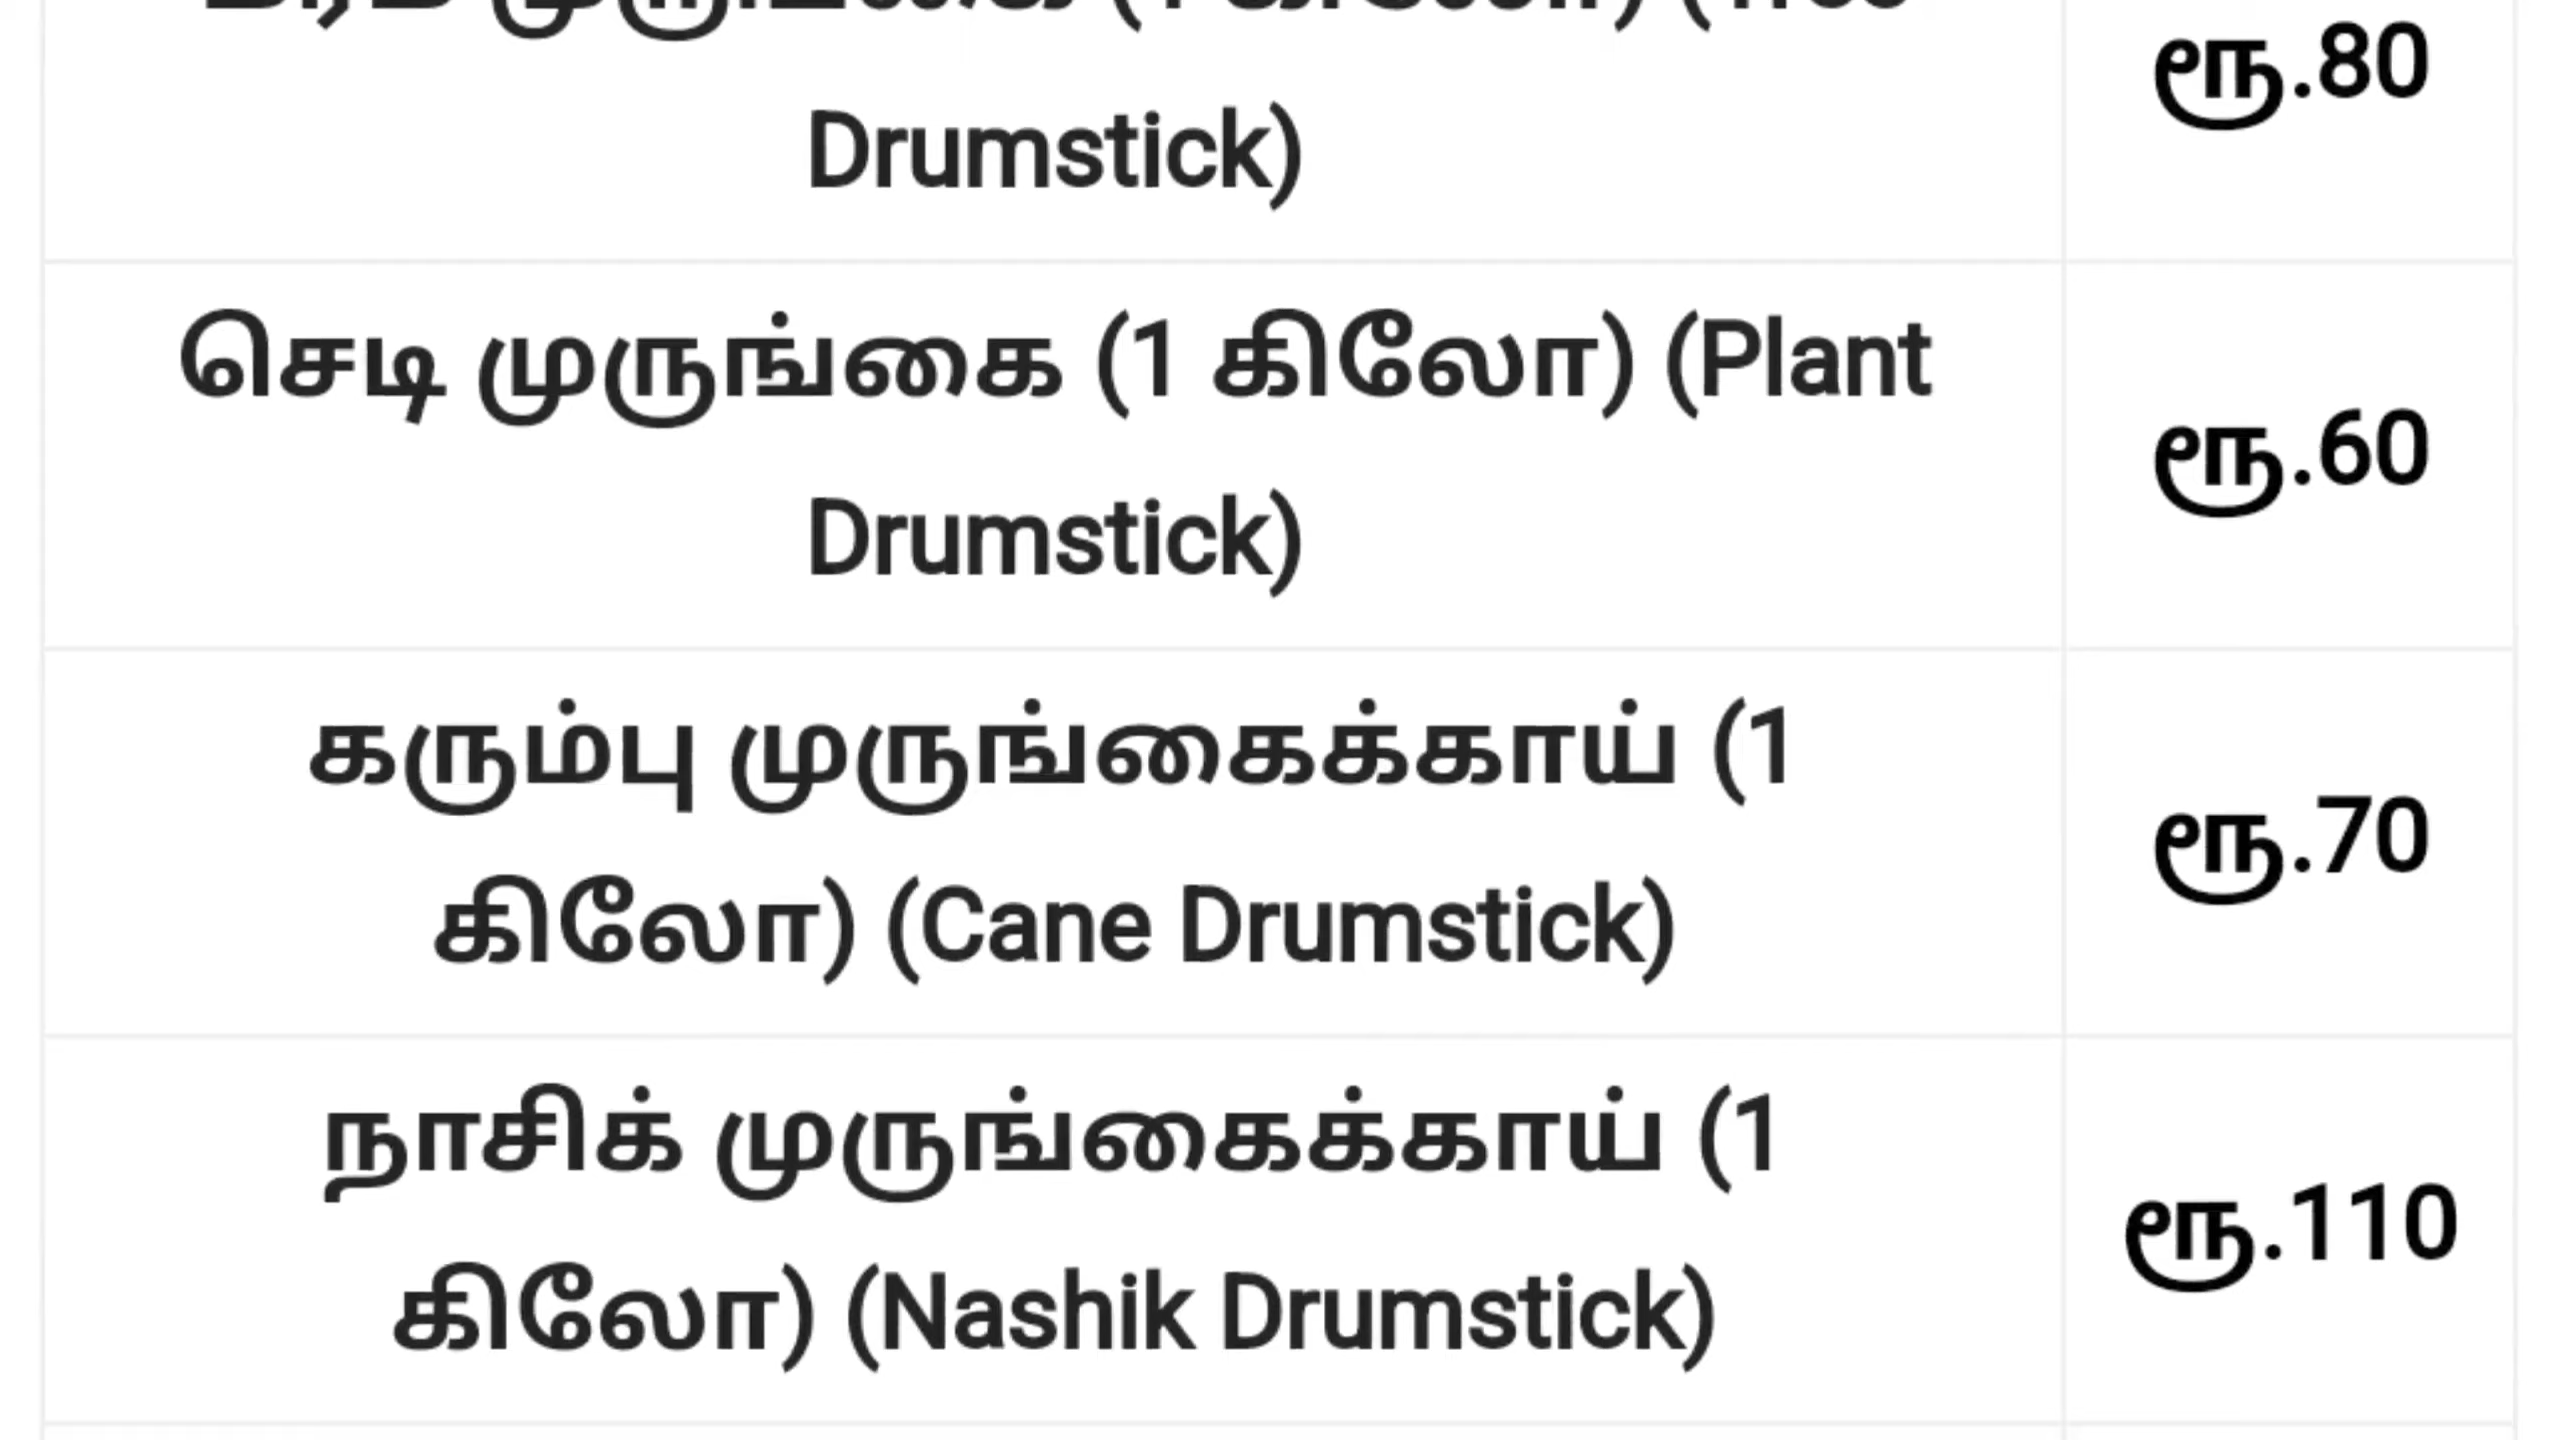 ரூ.80
Drumstick)
செடி முருங்கை (1 கிலோ) (Plant
ரூ.60
Drumstick)
கரும்பு முருங்கைக்காய் (1
ரூ.70
கிலோ) (Cane Drumstick)
நாசிக் முருங்கைக்காய் (1
ரூ.110
கிலோ) (Nashik Drumstick)